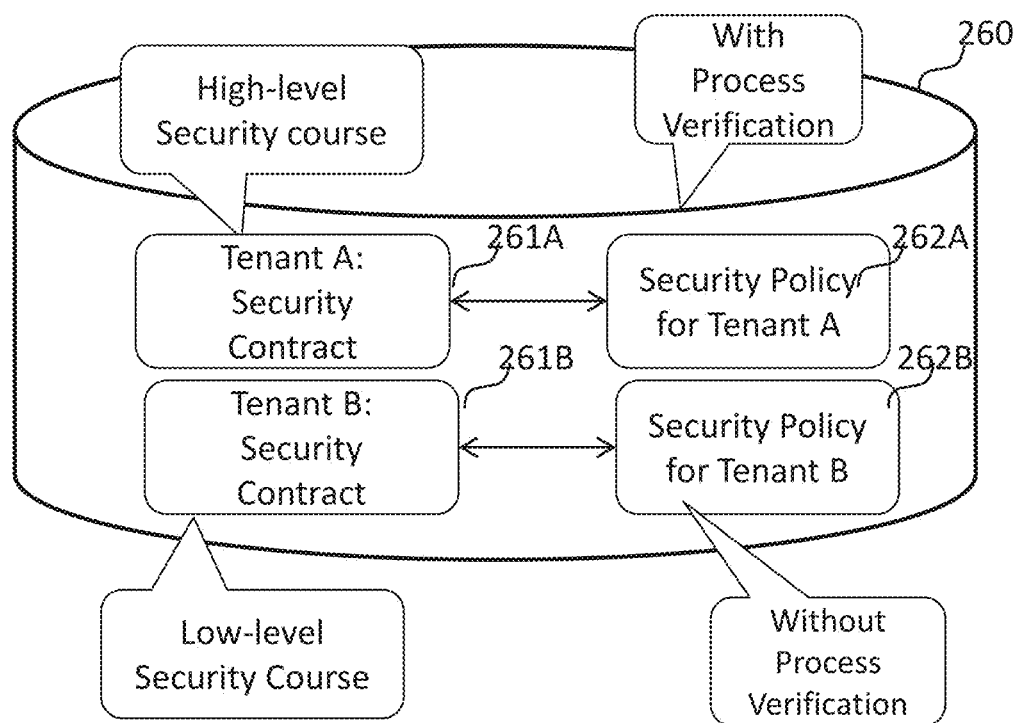 260
High-level
Security course
With
Process
Verification
261A
262A
Tenant A:
Security
Contract
Security Policy
for Tenant A
261B
262B
Tenant B:
Security
Contract
Security Policy
for Tenant B
Low-level
Security Course
Without
Process
Verification